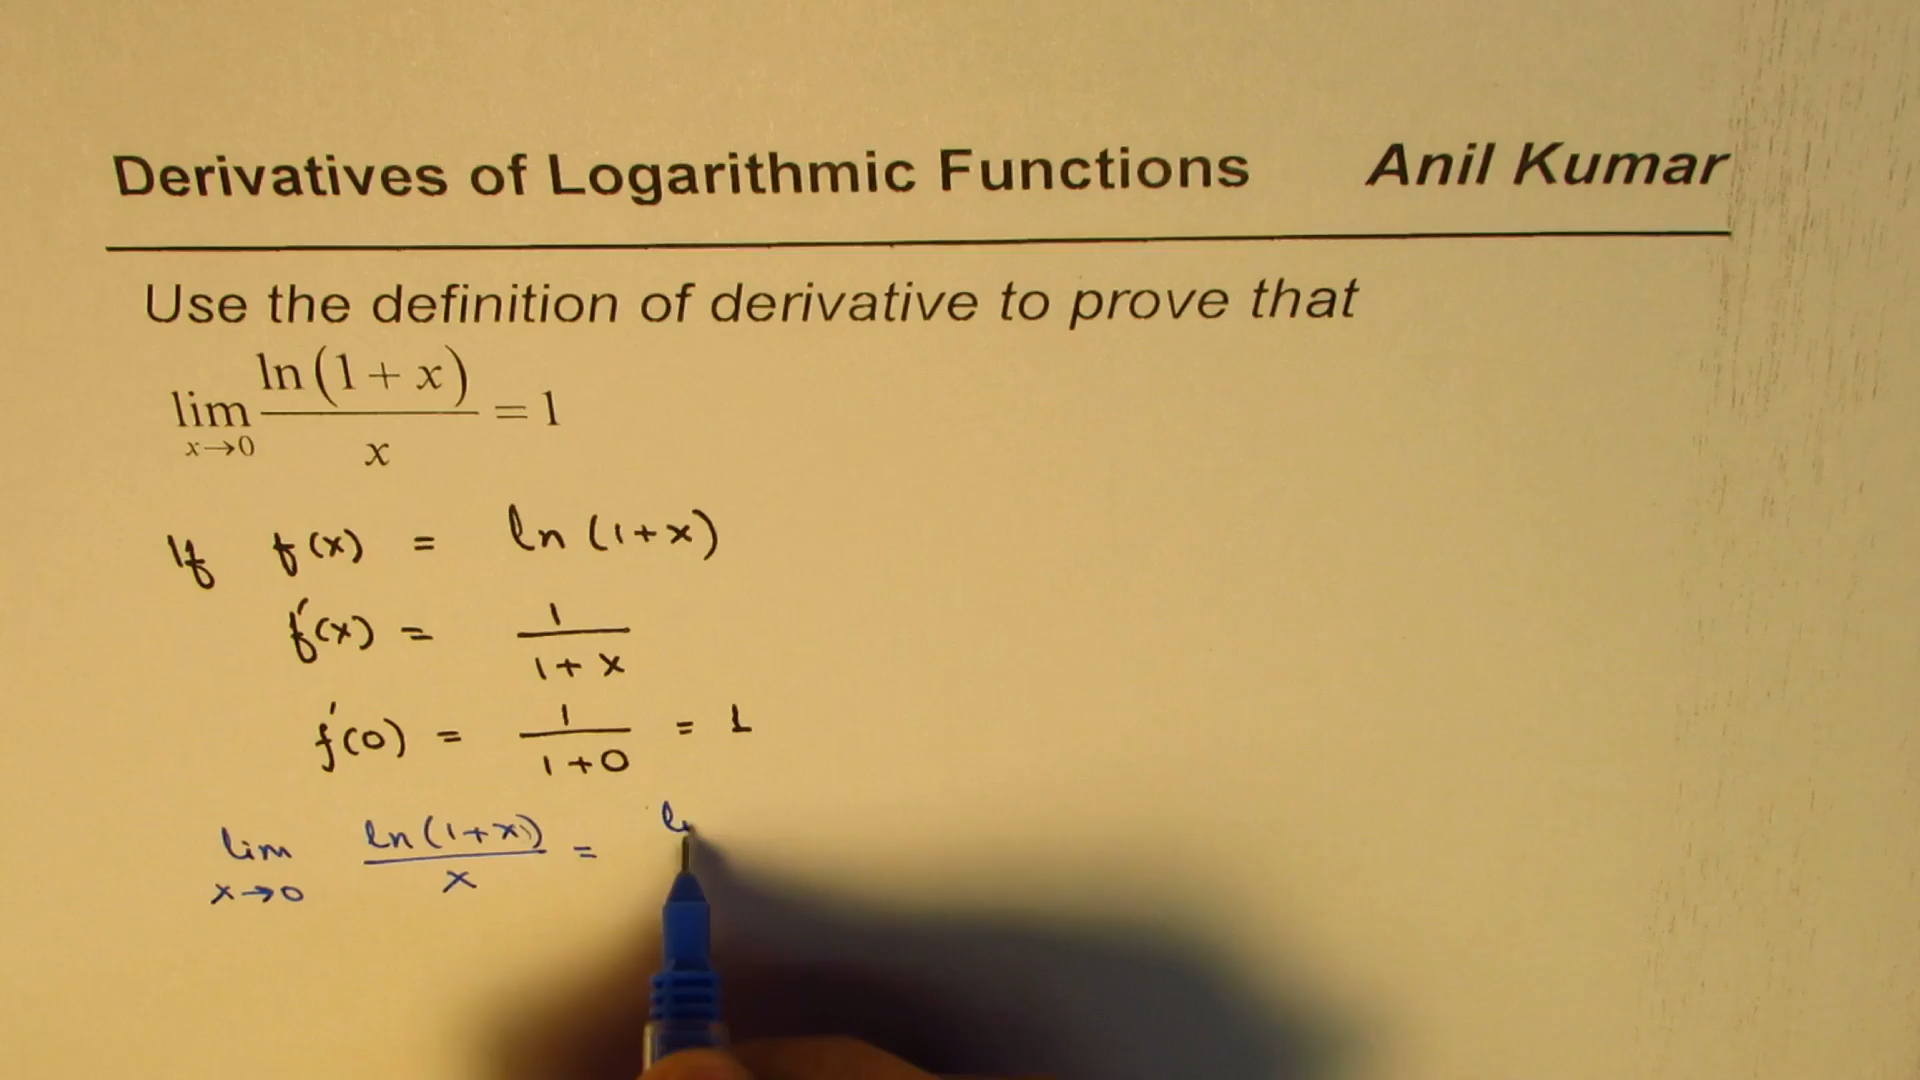 Derivatives of Logarithmic Functions Anil Kumar
Use the definition of derivative to prove that
lim x→0 ln(1 + x) / x = 1
If f(x) = ln (1+x)
f'(x) = 1 / 1+x
f'(0) = 1 / 1+0 = 1
lim x→0 ln(1+x) / x =